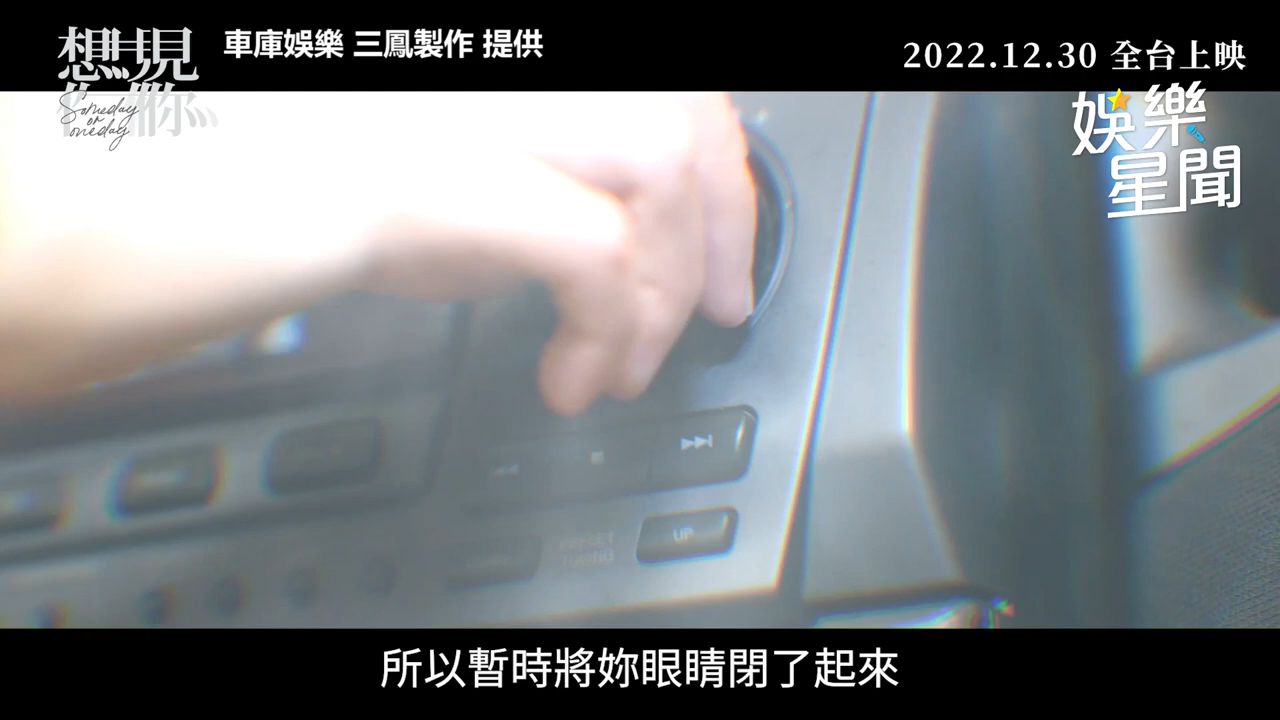 想見
你
Someday
or
oneday
車庫娛樂 三鳳製作 提供
2022.12.30 全台上映
娛樂
星聞
UP
所以暫時將妳眼睛閉了起來